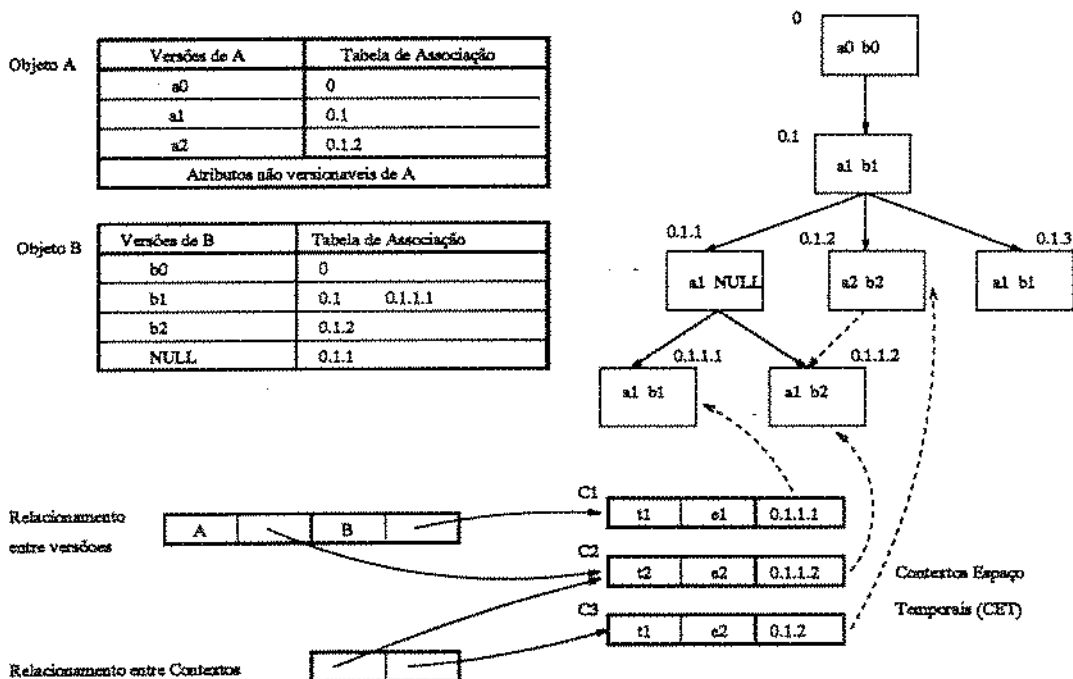 Objeto A
Versões de A Tabela de Associação
a0 0
a1 0.1
a2 0.1.2
Atributos não versionaveis de A
Objeto B
Versões de B Tabela de Associação
b0 0
b1 0.1 0.1.1.1
b2 0.1.2
NULL 0.1.1
0
a0 b0
0.1
a1 b1
0.1.1 0.1.2 0.1.3
a1 NULL a2 b2 a1 b1
0.1.1.1 0.1.1.2
a1 b1 a1 b2
Relacionamento
entre versões
A B
C1
t1 e1 0.1.1.1
C2
t2 e2 0.1.1.2
C3
t1 e2 0.1.2
Contextos Espaço
Temporais (CET)
Relacionamento entre Contextos